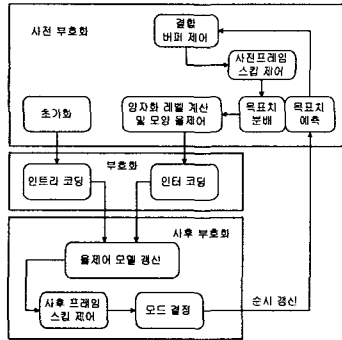 사전 부호화
결합
버퍼 제어
사전프레임
스킵 제어
초기화
양자화 레벨 계산
및 모양 율제어
목표치
분배
목표치
예측
부호화
인트라 코딩
인터 코딩
사후 부호화
율제어 모델 갱신
사후 프레임
스킵 제어
모드 결정
순시 갱신